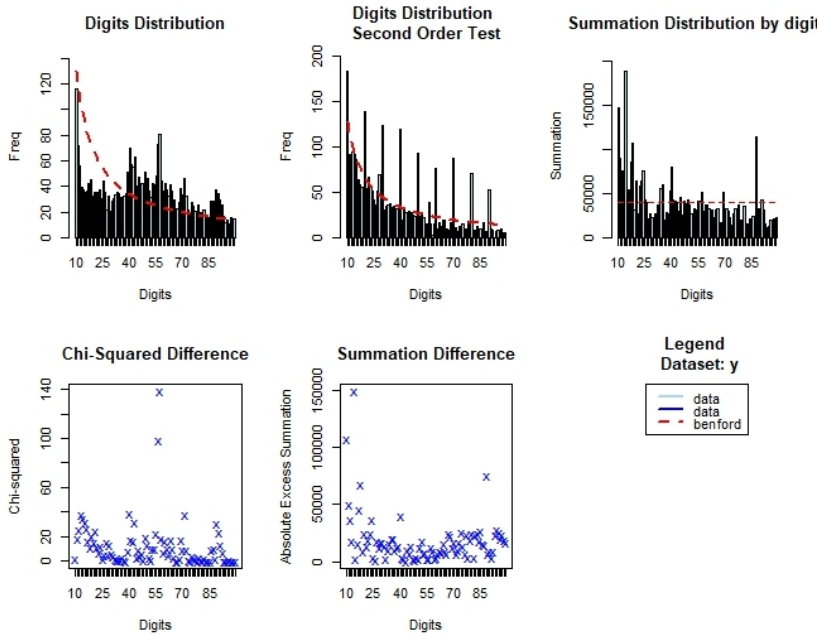 Digits Distribution
Freq
0 20 40 60 80 120
10 25 40 55 70 85
Digits
Digits Distribution
Second Order Test
Freq
0 50 100 150 200
10 25 40 55 70 85
Digits
Summation Distribution by digit
Summation
0 50000 150000
10 25 40 55 70 85
Digits
Chi-Squared Difference
Chi-squared
0 20 60 100 140
10 25 40 55 70 85
Digits
Summation Difference
Absolute Excess Summation
0 50000 100000 150000
10 25 40 55 70 85
Digits
Legend
Dataset: y
data
data
benford